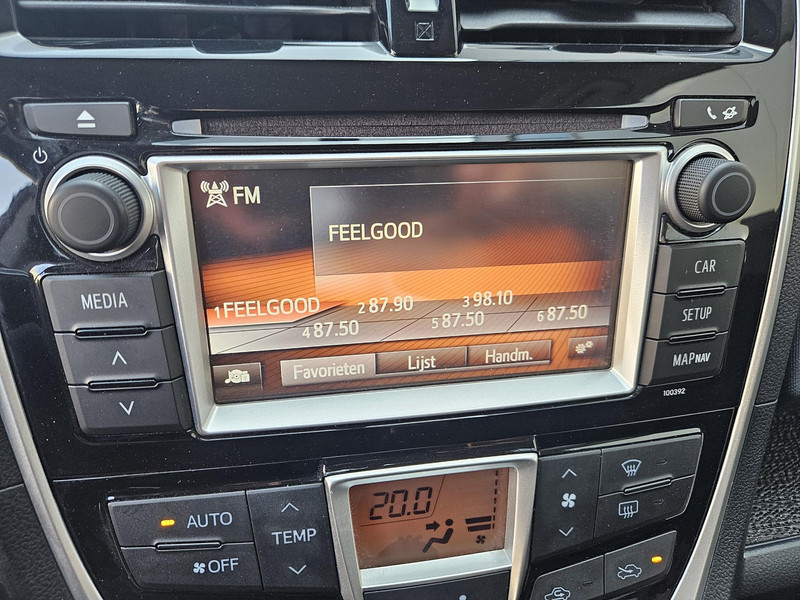 FM
FEELGOOD
1 FEELGOOD 2 87.90 3 98.10
4 87.50 5 87.50 6 87.50
Favorieten Lijst Handm.
MEDIA
CAR
SETUP
MAP NAV
100392
AUTO
OFF
TEMP
20.0